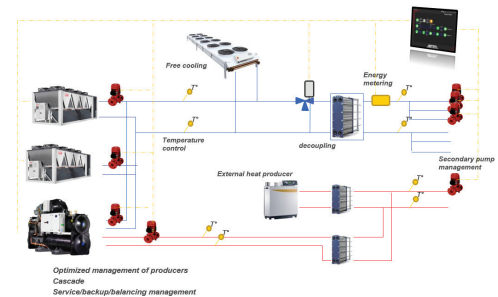 Free cooling
T*
T*
Energy
metering
T*
T*
Temperature
control
decoupling
Secondary pump
management
External heat producer
T*
T*
T*
T*
Optimized management of producers
Cascade
Service/backup/balancing management